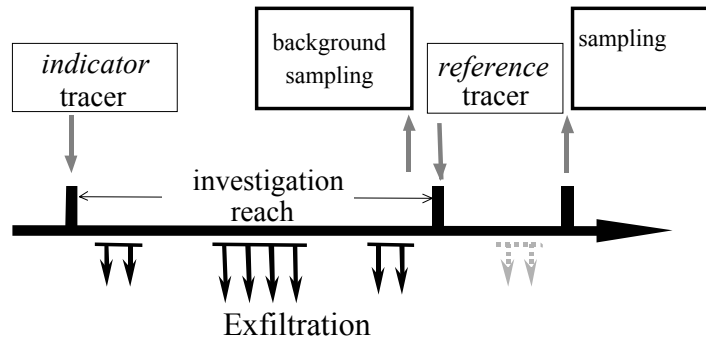 indicator
tracer
background
sampling
reference
tracer
sampling
investigation
reach
Exfiltration